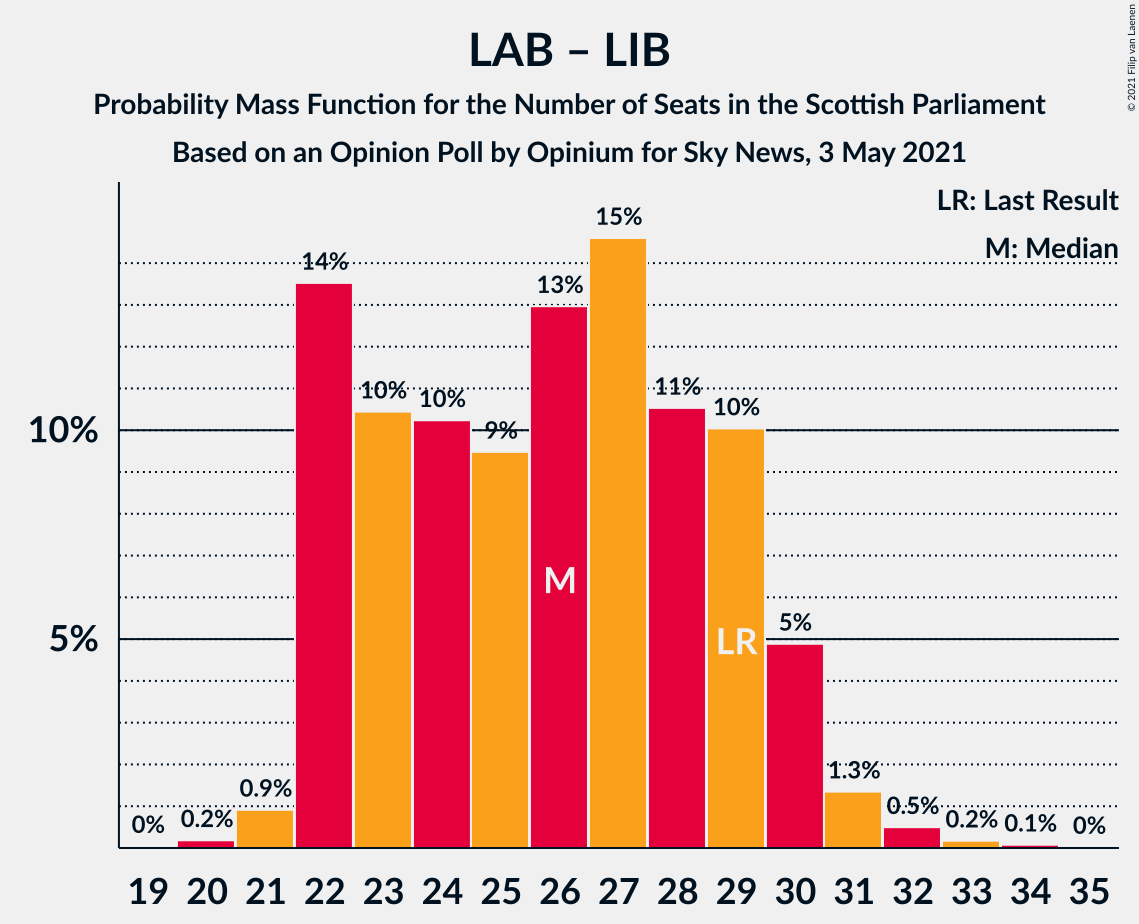 LAB – LIB
Probability Mass Function for the Number of Seats in the Scottish Parliament
Based on an Opinion Poll by Opinium for Sky News, 3 May 2021
© 2021 Filip van Laenen
LR: Last Result
M: Median
10%
5%
0% 0.2% 0.9% 14% 10% 10% 9% 13% 15% 11% 10% 5% 1.3% 0.5% 0.2% 0.1% 0%
M
LR
19 20 21 22 23 24 25 26 27 28 29 30 31 32 33 34 35